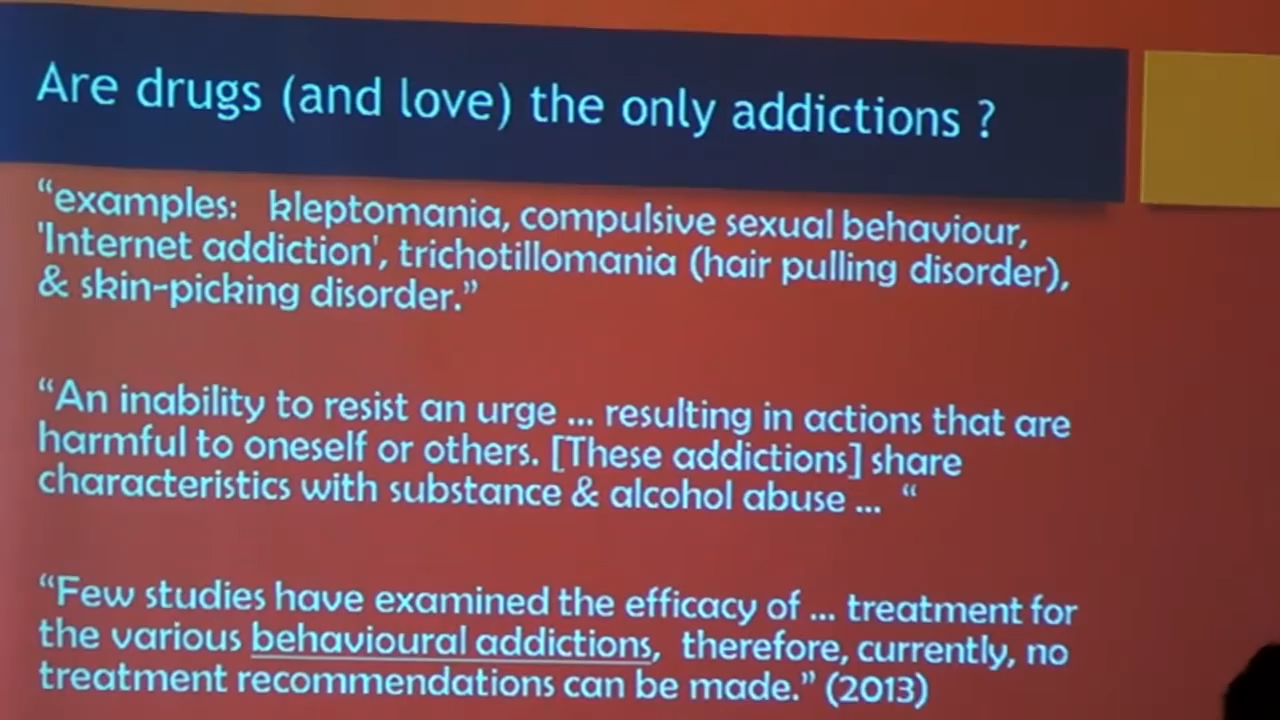 Are drugs (and love) the only addictions ?
“examples: kleptomania, compulsive sexual behaviour,
'Internet addiction', trichotillomania (hair pulling disorder),
& skin-picking disorder.”
“An inability to resist an urge ... resulting in actions that are
harmful to oneself or others. [These addictions] share
characteristics with substance & alcohol abuse ... “
“Few studies have examined the efficacy of ... treatment for
the various behavioural addictions, therefore, currently, no
treatment recommendations can be made.” (2013)